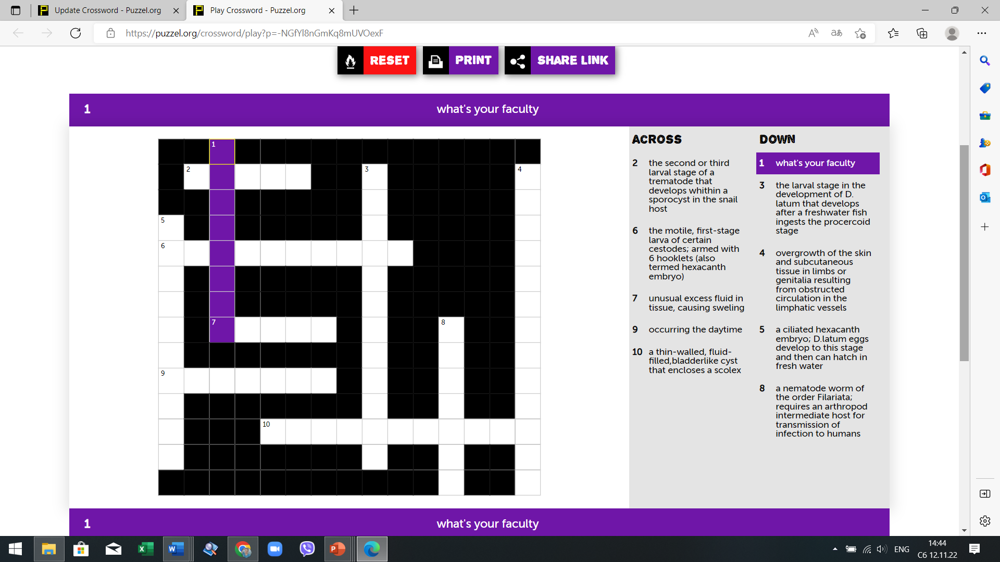 Update Crossword - Puzzel.org
Play Crossword - Puzzel.org
https://puzzel.org/crossword/play?p=-NGfYl8nGmKq8mUVOexF
RESET
PRINT
SHARE LINK
1
what's your faculty
1
2
3
4
5
6
7
8
9
10
ACROSS
2 the second or third
larval stage of a
trematode that
develops whithin a
sporocyst in the snail
host
6 the motile, first-stage
larva of certain
cestodes; armed with
6 hooklets (also
termed hexacanth
embryo)
7 unusual excess fluid in
tissue, causing sweling
9 occurring the daytime
10 a thin-walled, fluid-
filled,bladderlike cyst
that encloses a scolex
DOWN
1 what's your faculty
3 the larval stage in the
development of D.
latum that develops
after a freshwater fish
ingests the procercoid
stage
4 overgrowth of the skin
and subcutaneous
tissue in limbs or
genitalia resulting
from obstructed
circulation in the
limphatic vessels
5 a ciliated hexacanth
embryo; D.latum eggs
develop to this stage
and then can hatch in
fresh water
8 a nematode worm of
the order Filariata;
requires an arthropod
intermediate host for
transmission of
infection to humans
1
what's your faculty
ENG
14:44
Сб 12.11.22